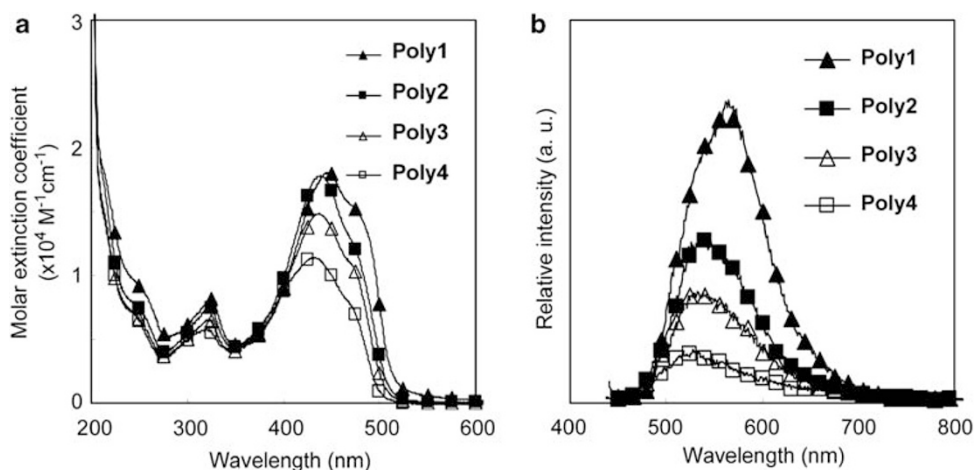 a
3
2
1
0
Molar extinction coefficient
(x10⁴ M⁻¹cm⁻¹)
Poly1
Poly2
Poly3
Poly4
200 300 400 500 600
Wavelength (nm)
b
Relative intensity (a. u.)
Poly1
Poly2
Poly3
Poly4
400 500 600 700 800
Wavelength (nm)